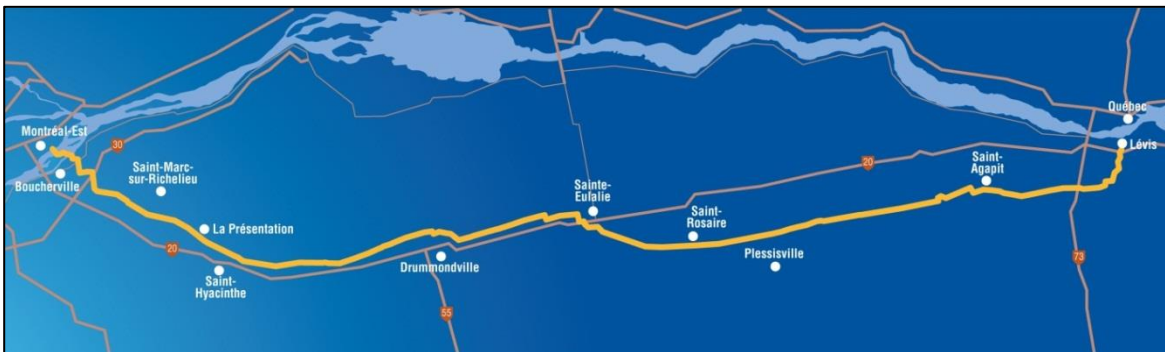 Montréal-Est
Boucherville
30
Saint-Marc-
sur-Richelieu
La Présentation
20
Saint-
Hyacinthe
Drummondville
55
Sainte-
Eulalie
Saint-
Rosaire
Plessisville
20
Saint-
Agapit
Québec
Lévis
73